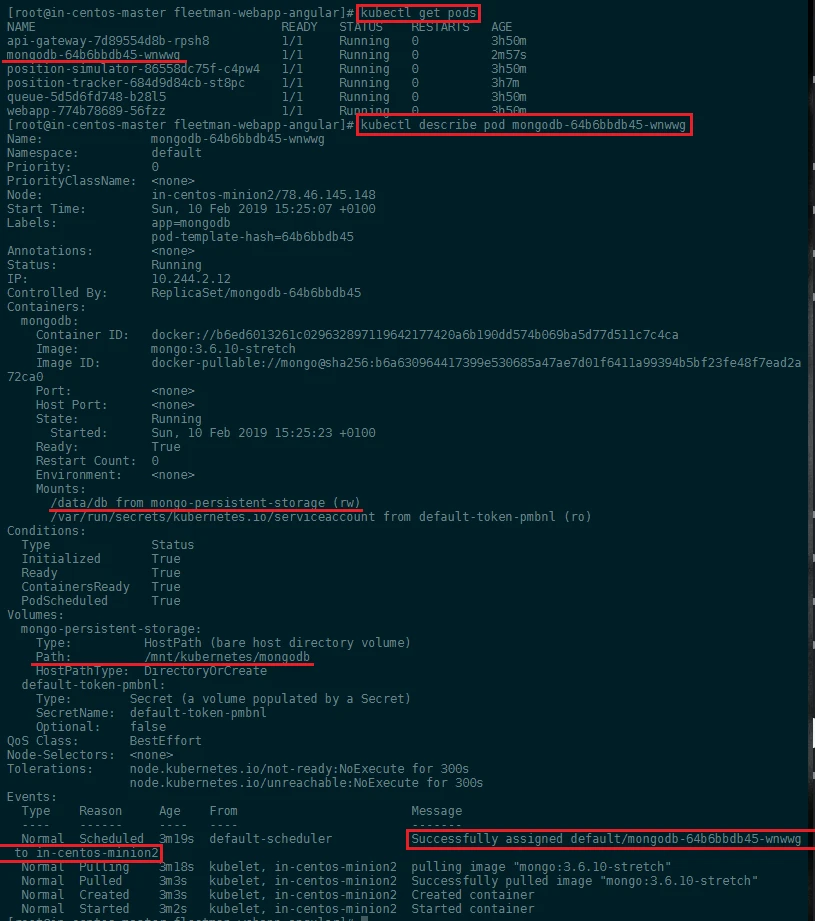 [root@in-centos-master fleetman-webapp-angular]# kubectl get pods
NAME READY STATUS RESTARTS AGE
api-gateway-7d89554d8b-rpsh8 1/1 Running 0 3h50m
mongodb-64b6bbdb45-wnwwg 1/1 Running 0 2m57s
position-simulator-86558dc75f-c4pw4 1/1 Running 0 3h50m
position-tracker-684d9d84cb-st8pc 1/1 Running 0 3h7m
queue-5d5d6fd748-b28l5 1/1 Running 0 3h50m
webapp-774b78689-56fzz 1/1 Running 0 3h50m
[root@in-centos-master fleetman-webapp-angular]# kubectl describe pod mongodb-64b6bbdb45-wnwwg
Name: mongodb-64b6bbdb45-wnwwg
Namespace: default
Priority: 0
PriorityClassName: <none>
Node: in-centos-minion2/78.46.145.148
Start Time: Sun, 10 Feb 2019 15:25:07 +0100
Labels: app=mongodb
pod-template-hash=64b6bbdb45
Annotations: <none>
Status: Running
IP: 10.244.2.12
Controlled By: ReplicaSet/mongodb-64b6bbdb45
Containers:
mongodb:
Container ID: docker://b6ed6013261c029632897119642177420a6b190dd574b069ba5d77d511c7c4ca
Image: mongo:3.6.10-stretch
Image ID: docker-pullable://mongo@sha256:b6a630964417399e530685a47ae7d01f6411a99394b5bf23fe48f7ead2a
72ca0
Port: <none>
Host Port: <none>
State: Running
Started: Sun, 10 Feb 2019 15:25:23 +0100
Ready: True
Restart Count: 0
Environment: <none>
Mounts:
/data/db from mongo-persistent-storage (rw)
/var/run/secrets/kubernetes.io/serviceaccount from default-token-pmbnl (ro)
Conditions:
Type Status
Initialized True
Ready True
ContainersReady True
PodScheduled True
Volumes:
mongo-persistent-storage:
Type: HostPath (bare host directory volume)
Path: /mnt/kubernetes/mongodb
HostPathType: DirectoryOrCreate
default-token-pmbnl:
Type: Secret (a volume populated by a Secret)
SecretName: default-token-pmbnl
Optional: false
QoS Class: BestEffort
Node-Selectors: <none>
Tolerations: node.kubernetes.io/not-ready:NoExecute for 300s
node.kubernetes.io/unreachable:NoExecute for 300s
Events:
Type Reason Age From Message
---- ------ ---- ---- -------
Normal Scheduled 3m19s default-scheduler Successfully assigned default/mongodb-64b6bbdb45-wnwwg
to in-centos-minion2
Normal Pulling 3m18s kubelet, in-centos-minion2 pulling image "mongo:3.6.10-stretch"
Normal Pulled 3m3s kubelet, in-centos-minion2 Successfully pulled image "mongo:3.6.10-stretch"
Normal Created 3m3s kubelet, in-centos-minion2 Created container
Normal Started 3m2s kubelet, in-centos-minion2 Started container
[root@in-centos-master fleetman-webapp-angular]#